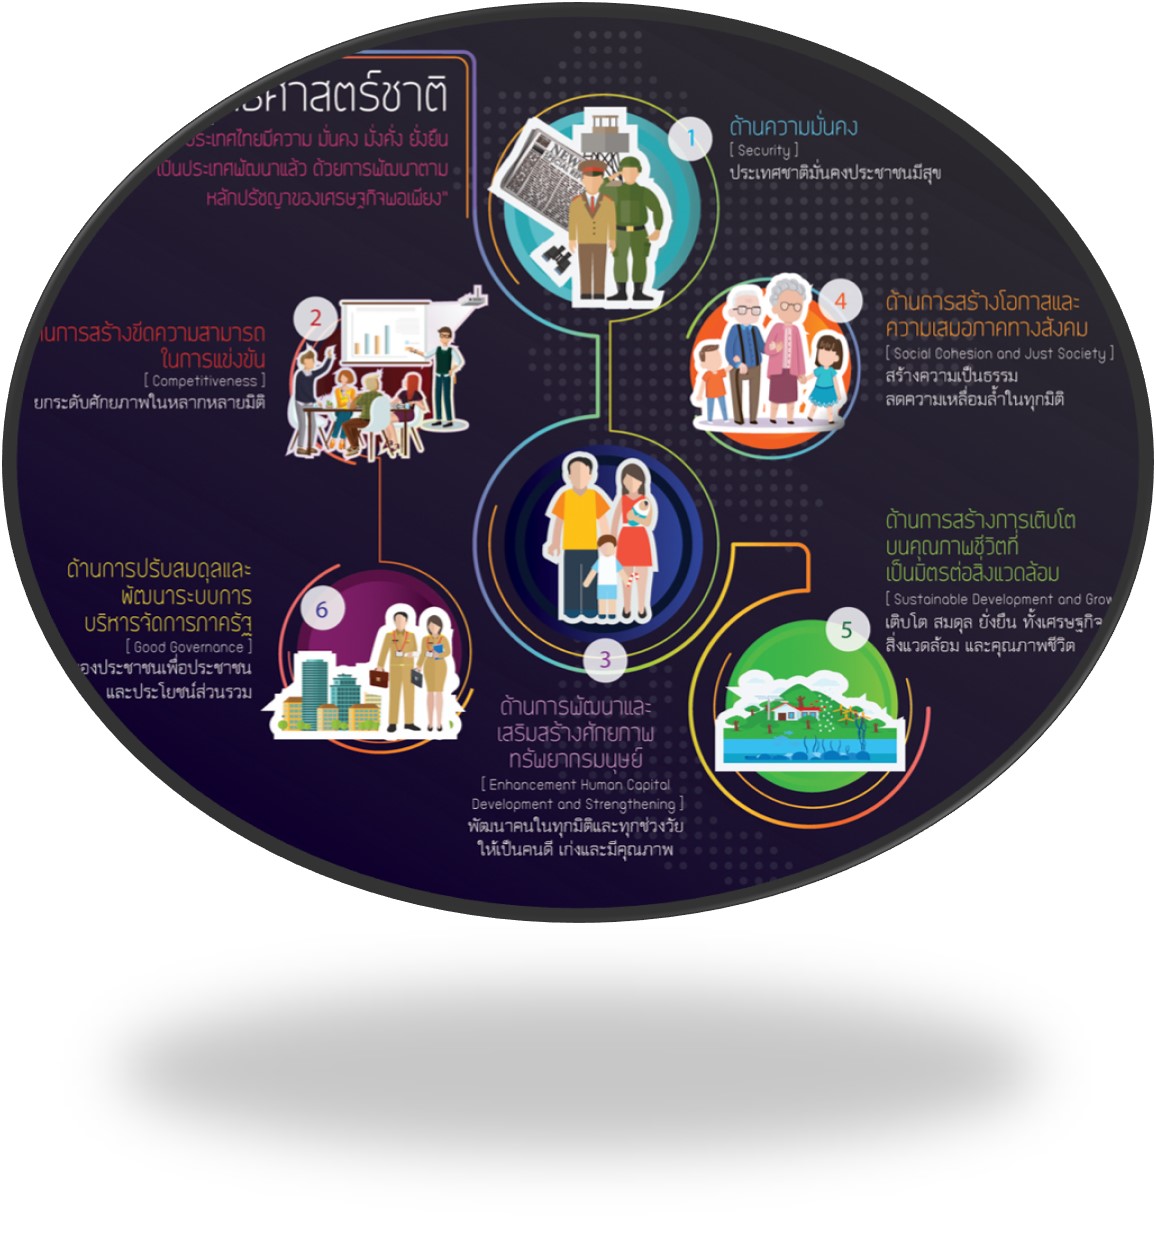 ศาสตร์ชาติ
ประเทศไทยมีความ มั่นคง มั่งคั่ง ยั่งยืน
เป็นประเทศพัฒนาแล้ว ด้วยการพัฒนาตาม
หลักปรัชญาของเศรษฐกิจพอเพียง"
1
ด้านความมั่นคง
[ Security ]
ประเทศชาติมั่นคงประชาชนมีสุข
NEWS
2
านการสร้างขีดความสามารถ
ในการแข่งขัน
[ Competitiveness ]
ยกระดับศักยภาพในหลากหลายมิติ
4
ด้านการสร้างโอกาสและ
ความเสมอภาคทางสังคม
[ Social Cohesion and Just Society ]
สร้างความเป็นธรรม
ลดความเหลื่อมล้ำในทุกมิติ
3
ด้านการพัฒนาและ
เสริมสร้างศักยภาพ
ทรัพยากรมนุษย์
[ Enhancement Human Capital
Development and Strengthening ]
พัฒนาคนในทุกมิติและทุกช่วงวัย
ให้เป็นคนดี เก่งและมีคุณภาพ
5
ด้านการสร้างการเติบโต
บนคุณภาพชีวิตที่
เป็นมิตรต่อสิ่งแวดล้อม
[ Sustainable Development and Grow
เติบโต สมดุล ยั่งยืน ทั้งเศรษฐกิจ
สิ่งแวดล้อม และคุณภาพชีวิต
6
ด้านการปรับสมดุลและ
พัฒนาระบบการ
บริหารจัดการภาครัฐ
[ Good Governance ]
องประชาชนเพื่อประชาชน
และประโยชน์ส่วนรวม